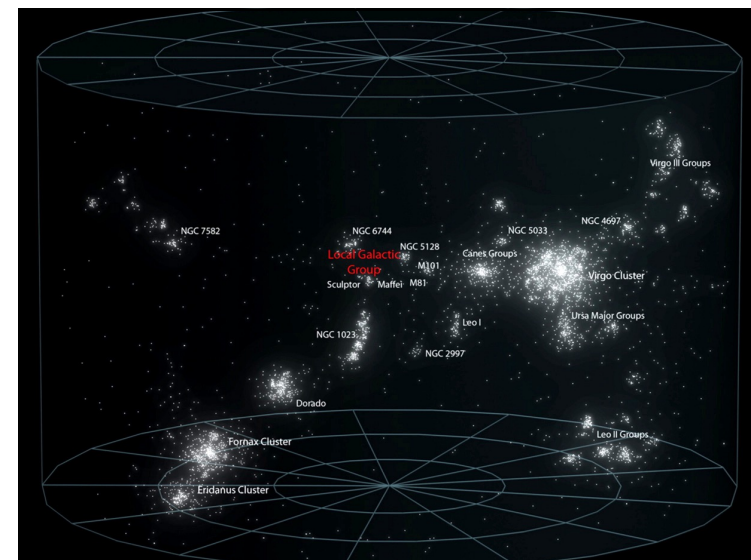 Virgo III Groups
NGC 7582
NGC 6744
NGC 5033
NGC 4697
NGC 5128
Local Galactic
Group
Canes Groups
M101
Virgo Cluster
Sculptor
Maffei
M81
Ursa Major Groups
Leo I
NGC 1023
NGC 2997
Dorado
Leo II Groups
Fornax Cluster
Eridanus Cluster